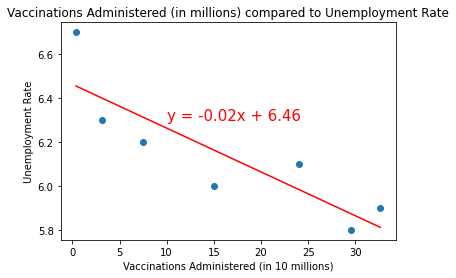 Vaccinations Administered (in millions) compared to Unemployment Rate
6.6
6.4
6.2
6.0
5.8
Unemployment Rate
y = -0.02x + 6.46
0 5 10 15 20 25 30
Vaccinations Administered (in 10 millions)